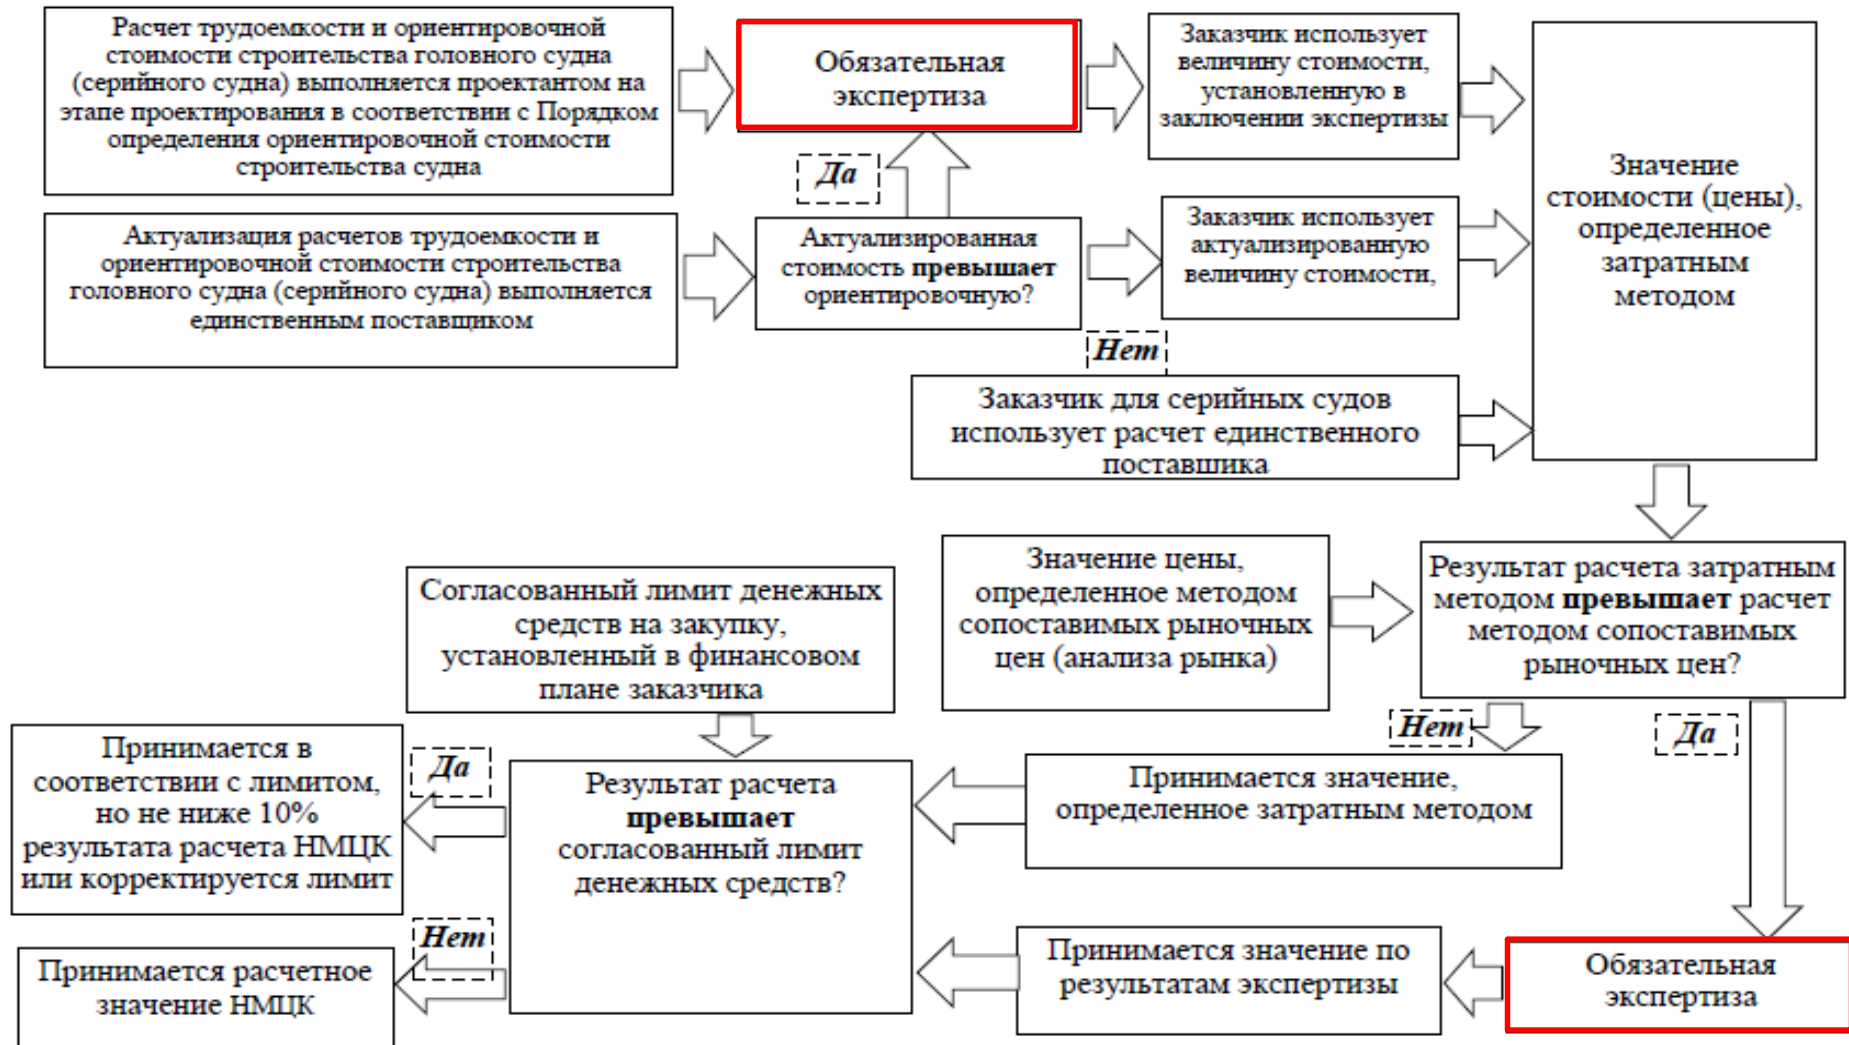 Расчет трудоемкости и ориентировочной
стоимости строительства головного судна
(серийного судна) выполняется проектантом на
этапе проектирования в соответствии с Порядком
определения ориентировочной стоимости
строительства судна
Обязательная
экспертиза
Заказчик использует
величину стоимости,
установленную в
заключении экспертизы
Значение
стоимости (цены),
определенное
затратным
методом
Да
Актуализация расчетов трудоемкости и
ориентировочной стоимости строительства
головного судна (серийного судна) выполняется
единственным поставщиком
Актуализированная
стоимость превышает
ориентировочную?
Заказчик использует
актуализированную
величину стоимости,
Нет
Заказчик для серийных судов
использует расчет единственного
поставшика
Согласованный лимит денежных
средств на закупку,
установленный в финансовом
плане заказчика
Значение цены,
определенное методом
сопоставимых рыночных
цен (анализа рынка)
Результат расчета затратным
методом превышает расчет
методом сопоставимых
рыночных цен?
Нет
Да
Принимается в
соответствии с лимитом,
но не ниже 10%
результата расчета НМЦК
или корректируется лимит
Да
Результат расчета
превышает
согласованный лимит
денежных средств?
Принимается значение,
определенное затратным методом
Нет
Принимается расчетное
значение НМЦК
Принимается значение по
результатам экспертизы
Обязательная
экспертиза